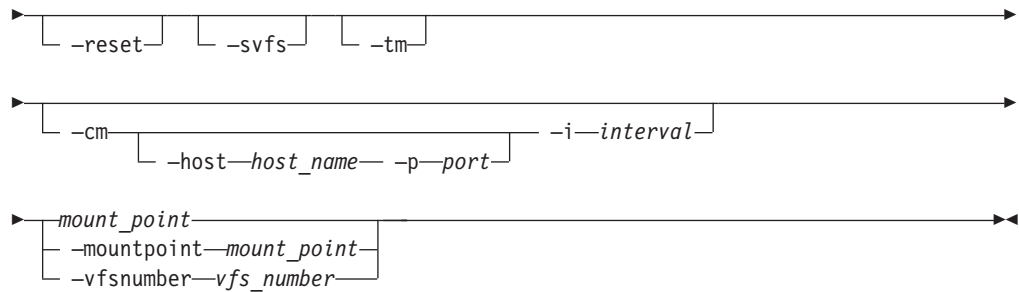 –reset –svfs –tm
–cm –i interval
–host host_name –p port
mount_point
–mountpoint mount_point
–vfsnumber vfs_number